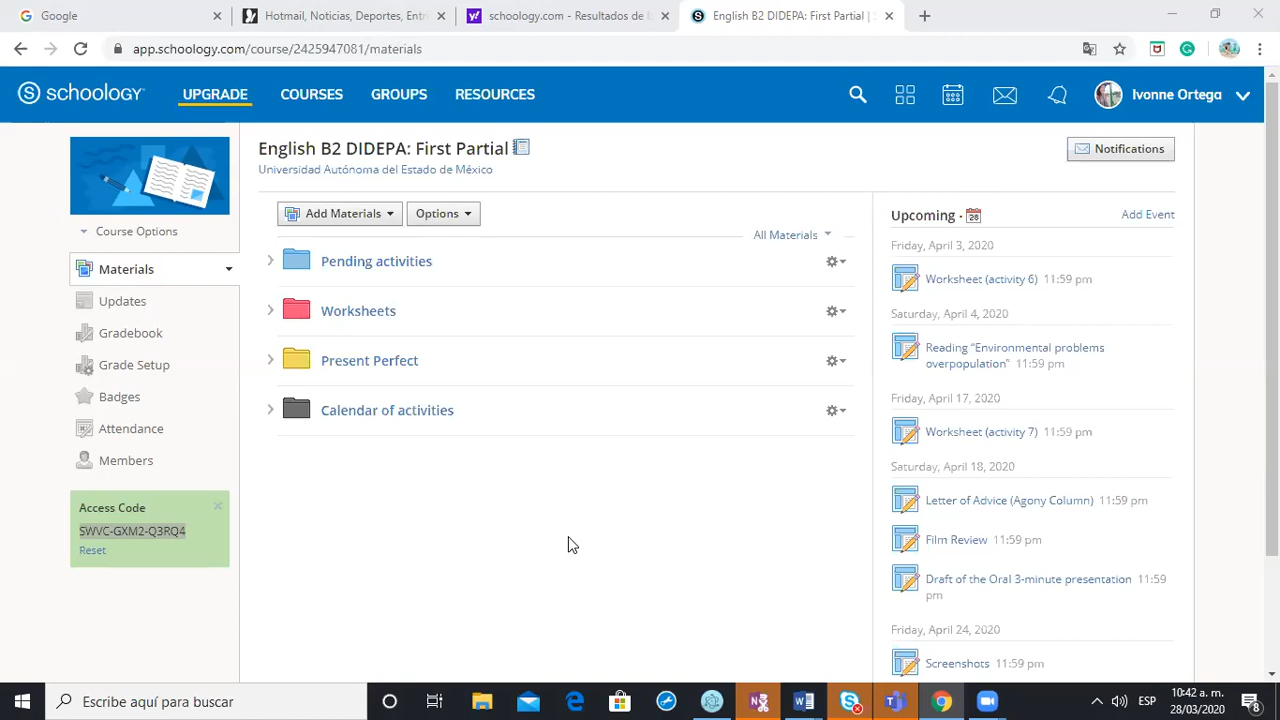 Google
Hotmail, Noticias, Deportes, Entr
schoology.com - Resultados de l
English B2 DIDEPA: First Partial |
app.schoology.com/course/2425947081/materials
schoology
UPGRADE
COURSES
GROUPS
RESOURCES
Ivonne Ortega
English B2 DIDEPA: First Partial
Universidad Autónoma del Estado de México
Notifications
Course Options
Materials
Updates
Gradebook
Grade Setup
Badges
Attendance
Members
Access Code
SWVC-GXM2-Q3RQ4
Reset
Add Materials
Options
All Materials
Pending activities
Worksheets
Present Perfect
Calendar of activities
Upcoming ·
28
Add Event
Friday, April 3, 2020
Worksheet (activity 6) 11:59 pm
Saturday, April 4, 2020
Reading “Environmental problems
overpopulation” 11:59 pm
Friday, April 17, 2020
Worksheet (activity 7) 11:59 pm
Saturday, April 18, 2020
Letter of Advice (Agony Column) 11:59 pm
Film Review 11:59 pm
Draft of the Oral 3-minute presentation 11:59
pm
Friday, April 24, 2020
Screenshots 11:59 pm
Escribe aquí para buscar
ESP
10:42 a. m.
28/03/2020
8